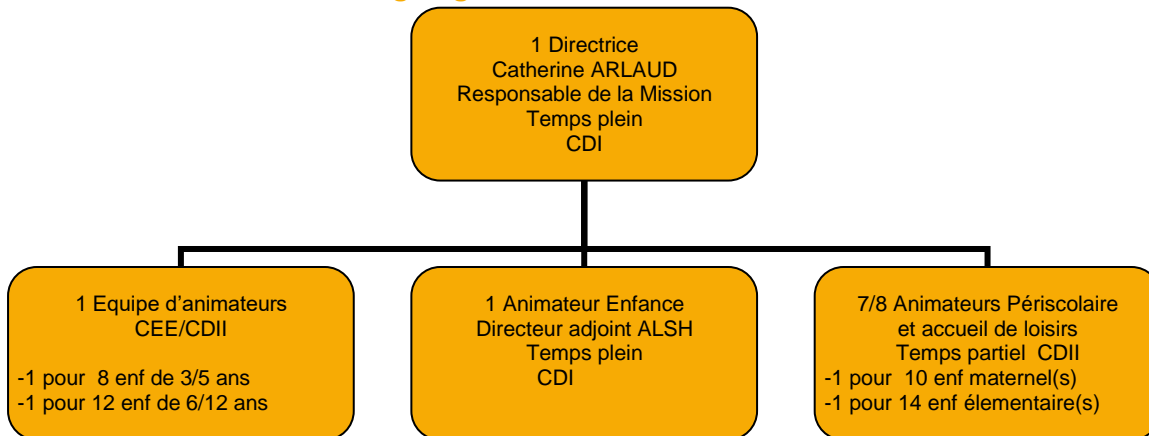 1 Directrice
Catherine ARLAUD
Responsable de la Mission
Temps plein
CDI
1 Equipe d'animateurs
CEE/CDII
-1 pour 8 enf de 3/5 ans
-1 pour 12 enf de 6/12 ans
1 Animateur Enfance
Directeur adjoint ALSH
Temps plein
CDI
7/8 Animateurs Périscolaire
et accueil de loisirs
Temps partiel CDII
-1 pour 10 enf maternel(s)
-1 pour 14 enf élementaire(s)